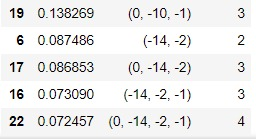 19 0.138269 (0, -10, -1) 3
6 0.087486 (-14, -2) 2
17 0.086853 (0, -14, -2) 3
16 0.073090 (-14, -2, -1) 3
22 0.072457 (0, -14, -2, -1) 4